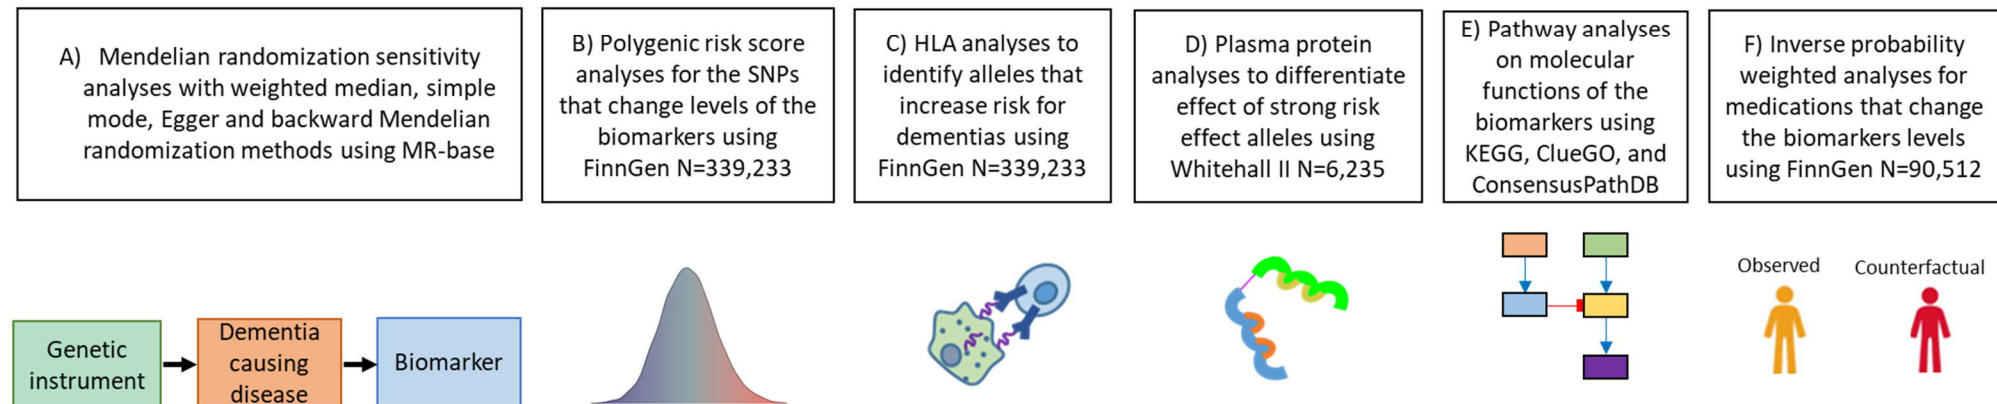 A) Mendelian randomization sensitivity
analyses with weighted median, simple
mode, Egger and backward Mendelian
randomization methods using MR-base
B) Polygenic risk score
analyses for the SNPs
that change levels of the
biomarkers using
FinnGen N=339,233
C) HLA analyses to
identify alleles that
increase risk for
dementias using
FinnGen N=339,233
D) Plasma protein
analyses to differentiate
effect of strong risk
effect alleles using
Whitehall II N=6,235
E) Pathway analyses
on molecular
functions of the
biomarkers using
KEGG, ClueGO, and
ConsensusPathDB
F) Inverse probability
weighted analyses for
medications that change
the biomarkers levels
using FinnGen N=90,512
Genetic
instrument
Dementia
causing
disease
Biomarker
Observed
Counterfactual